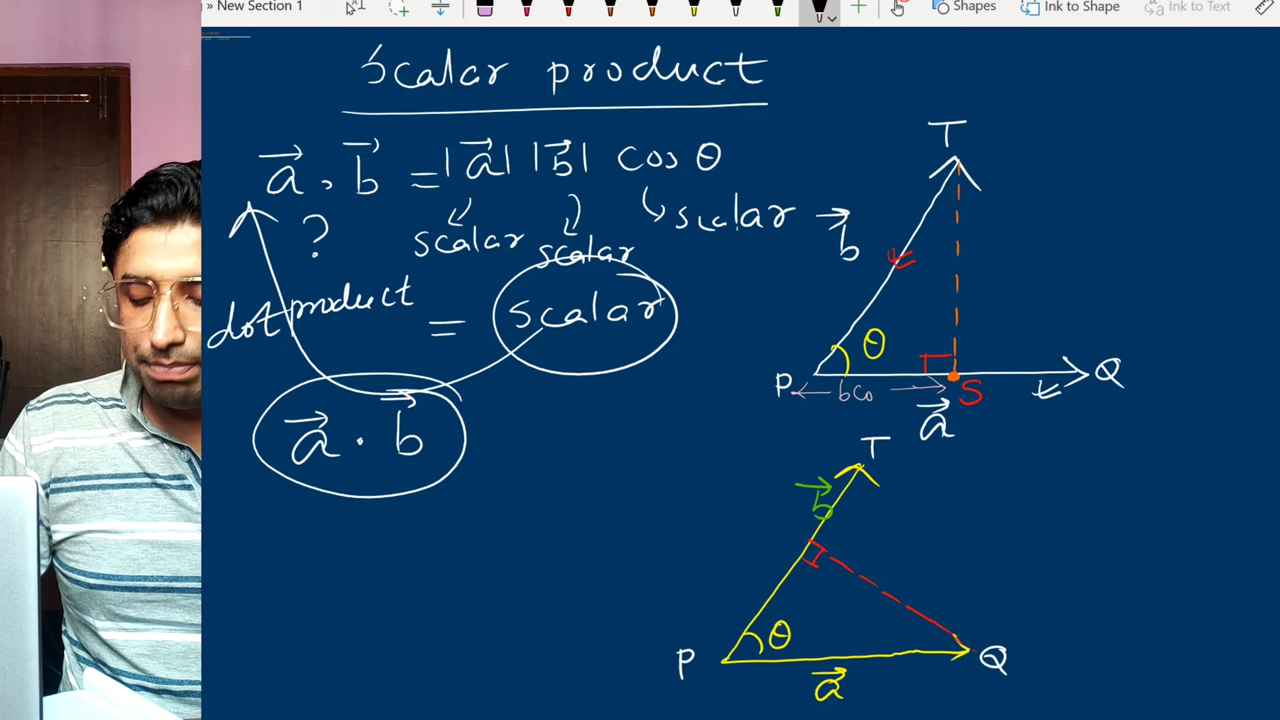 » New Section 1
Shapes
Ink to Shape
Ink to Text
Scalar product
a⃗ . b⃗ = |a⃗| |b⃗| cos θ
?
scalar scalar scalar
dot product = scalar
a⃗ . b⃗
T
b⃗
θ
P bco S Q
a⃗
T
b⃗
θ
P Q
a⃗